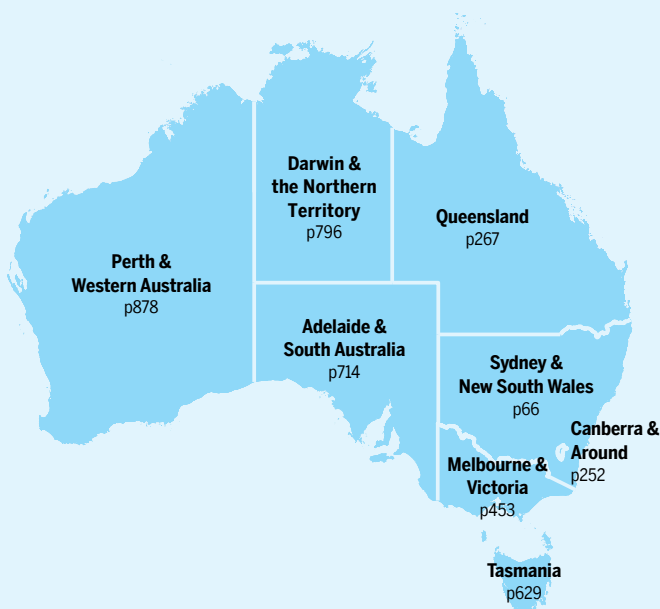 Darwin &
the Northern
Territory
p796
Queensland
p267
Perth &
Western Australia
p878
Adelaide &
South Australia
p714
Sydney &
New South Wales
p66
Canberra &
Around
p252
Melbourne &
Victoria
p453
Tasmania
p629